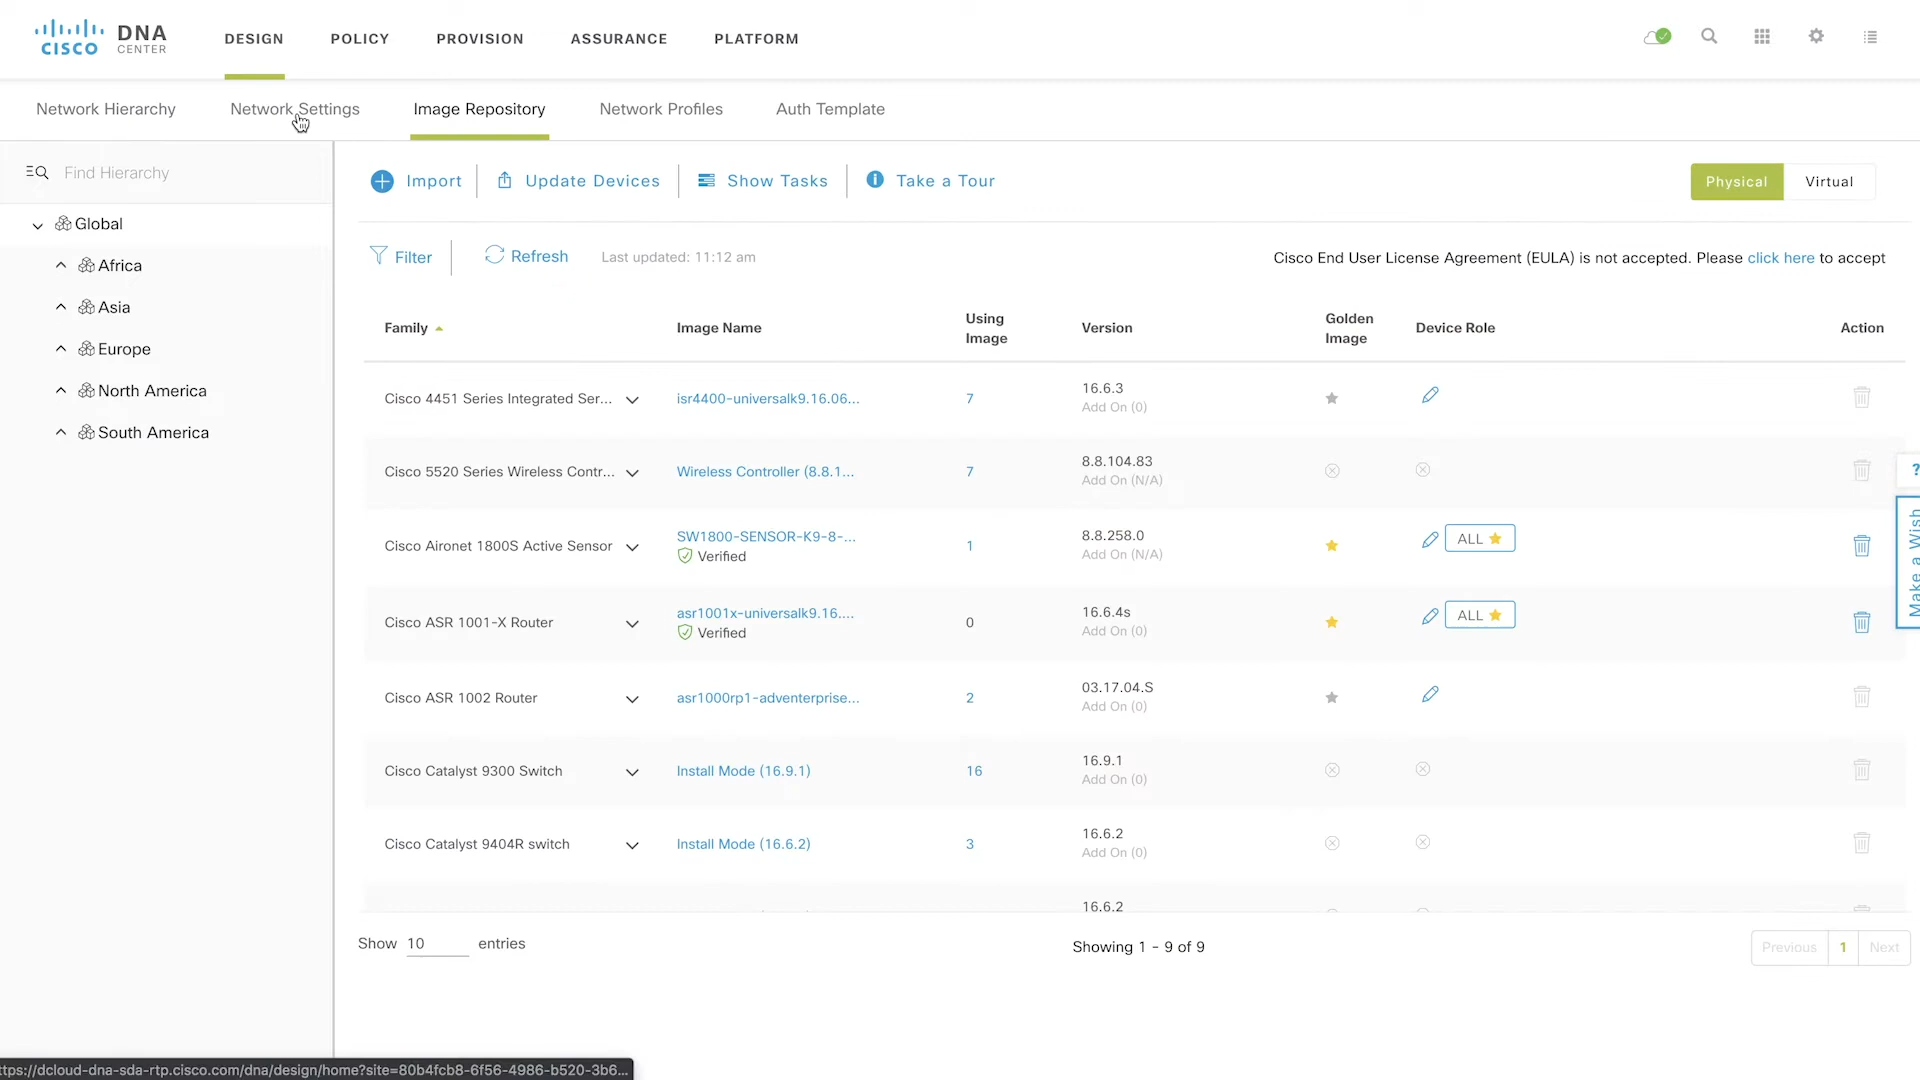 CISCO DNA CENTER DESIGN POLICY PROVISION ASSURANCE PLATFORM
Network Hierarchy Network Settings Image Repository Network Profiles Auth Template
Find Hierarchy
Global
Africa
Asia
Europe
North America
South America
Import Update Devices Show Tasks Take a Tour Physical Virtual
Filter Refresh Last updated: 11:12 am Cisco End User License Agreement (EULA) is not accepted. Please click here to accept
Family Image Name Using Image Version Golden Image Device Role Action
Cisco 4451 Series Integrated Ser... isr4400-universalk9.16.06... 7 16.6.3
Add On (0)
Cisco 5520 Series Wireless Contr... Wireless Controller (8.8.1... 7 8.8.104.83
Add On (N/A)
Cisco Aironet 1800S Active Sensor SW1800-SENSOR-K9-8-... 1 8.8.258.0 ALL
Verified Add On (N/A)
Cisco ASR 1001-X Router asr1001x-universalk9.16.... 0 16.6.4s ALL
Verified Add On (0)
Cisco ASR 1002 Router asr1000rp1-adventerprise... 2 03.17.04.S
Add On (0)
Cisco Catalyst 9300 Switch Install Mode (16.9.1) 16 16.9.1
Add On (0)
Cisco Catalyst 9404R switch Install Mode (16.6.2) 3 16.6.2
Add On (0)
16.6.2
Show 10 entries Showing 1 - 9 of 9 Previous 1 Next
?
Make a Wish
ttps://dcloud-dna-sda-rtp.cisco.com/dna/design/home?site=80b4fcb8-6f56-4986-b520-3b6...